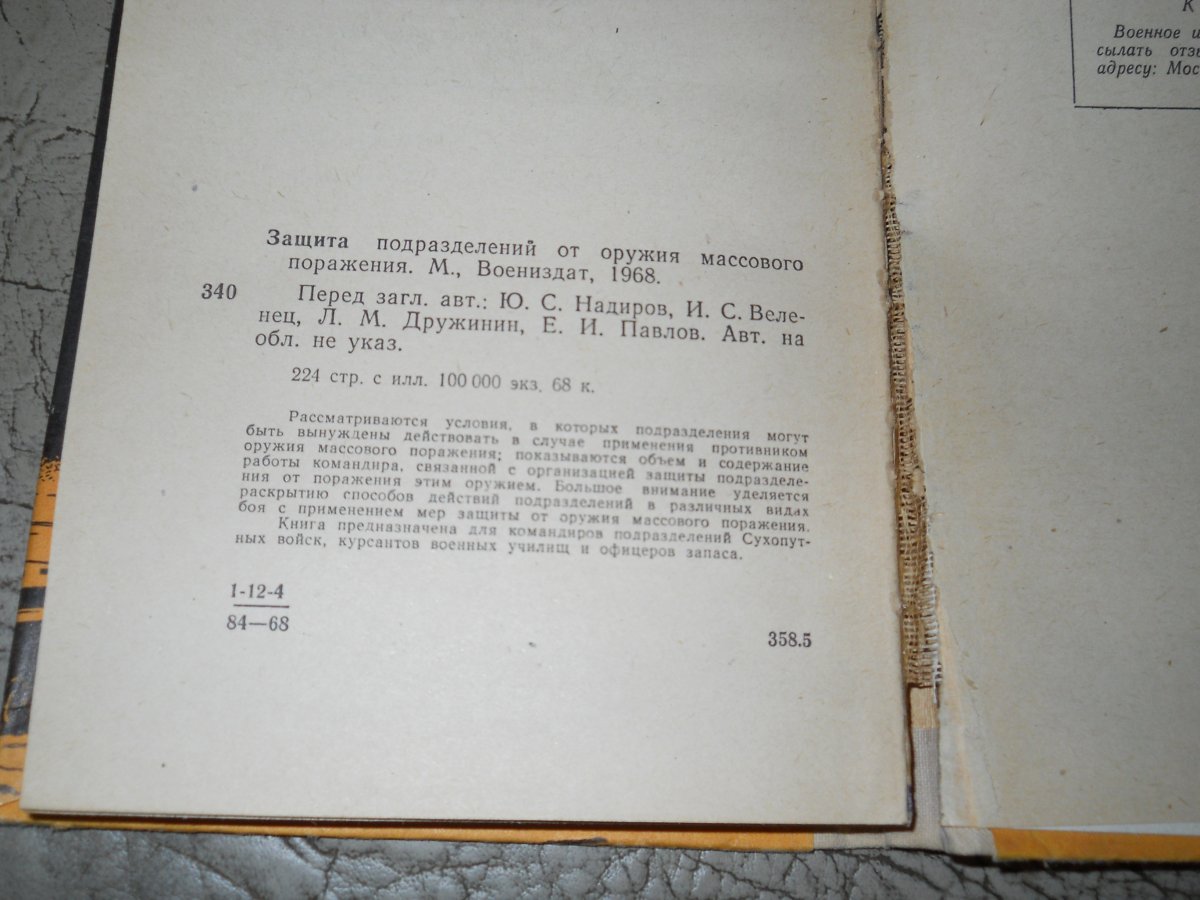 Защита подразделений от оружия массового
поражения. М., Воениздат, 1968.
340 Перед загл. авт.: Ю. С. Надиров, И. С. Веле-
нец, Л. М. Дружинин, Е. И. Павлов. Авт. на
обл. не указ.
224 стр. с илл. 100 000 экз. 68 к.
Рассматриваются условия, в которых подразделения могут
быть вынуждены действовать в случае применения противником
оружия массового поражения; показываются объем и содержание
работы командира, связанной с организацией защиты подразделе-
ния от поражения этим оружием. Большое внимание уделяется
раскрытию способов действий подразделений в различных видах
боя с применением мер защиты от оружия массового поражения.
Книга предназначена для командиров подразделений Сухопут-
ных войск, курсантов военных училищ и офицеров запаса.
1-12-4
84—68
358.5
К
Военное и
сылать отзы
адресу: Мос